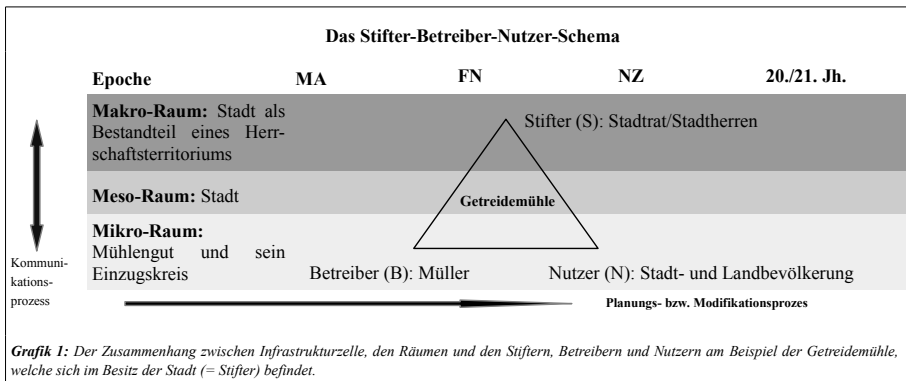 Das Stifter-Betreiber-Nutzer-Schema
Epoche MA FN NZ 20./21. Jh.
Makro-Raum: Stadt als
Bestandteil eines Herr-
schaftsterritoriums
Stifter (S): Stadtrat/Stadtherren
Meso-Raum: Stadt
Getreidemühle
Mikro-Raum:
Mühlengut und sein
Einzugskreis
Betreiber (B): Müller
Nutzer (N): Stadt- und Landbevölkerung
Kommuni-
kations-
prozess
Planungs- bzw. Modifikationsprozes
Grafik 1: Der Zusammenhang zwischen Infrastrukturzelle, den Räumen und den Stiftern, Betreibern und Nutzern am Beispiel der Getreidemühle,
welche sich im Besitz der Stadt (= Stifter) befindet.